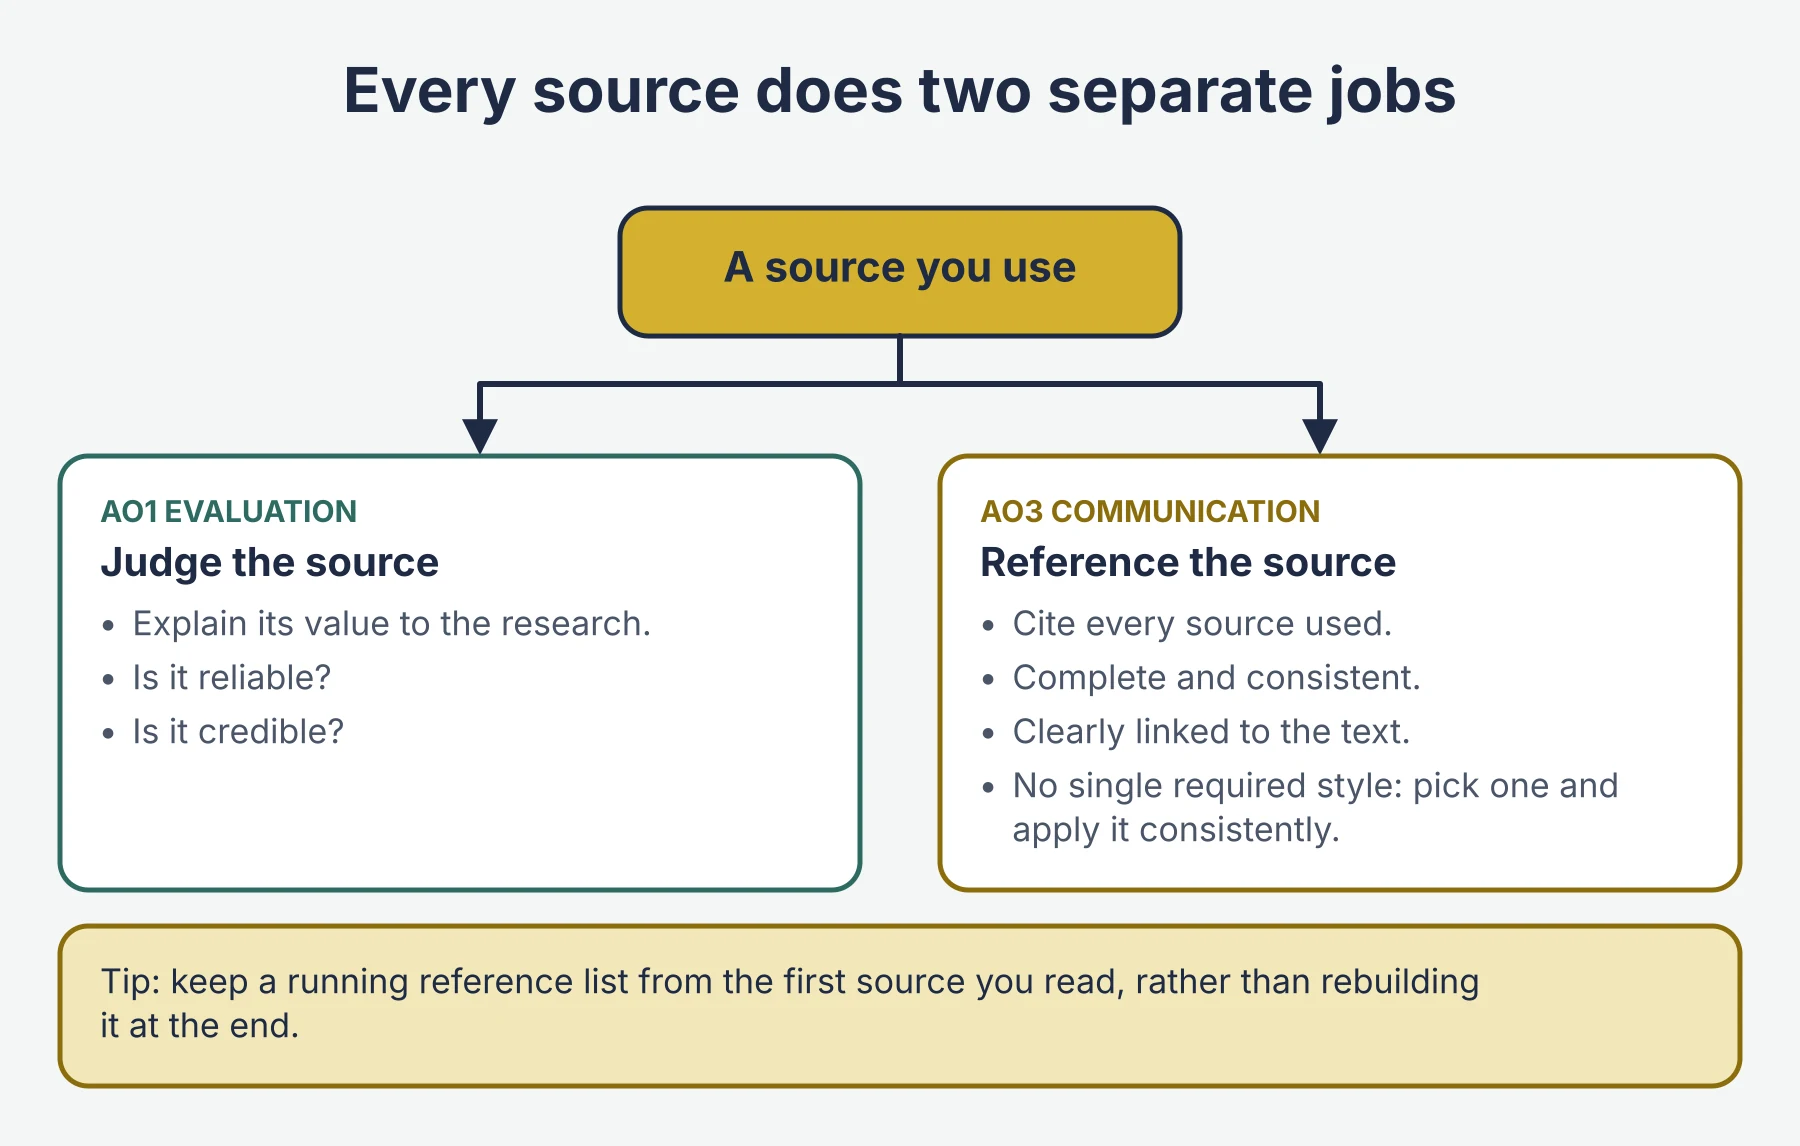 Every source does two separate jobs
A source you use
AO1 EVALUATION
Judge the source
• Explain its value to the research.
• Is it reliable?
• Is it credible?
AO3 COMMUNICATION
Reference the source
• Cite every source used.
• Complete and consistent.
• Clearly linked to the text.
• No single required style: pick one and
apply it consistently.
Tip: keep a running reference list from the first source you read, rather than rebuilding
it at the end.